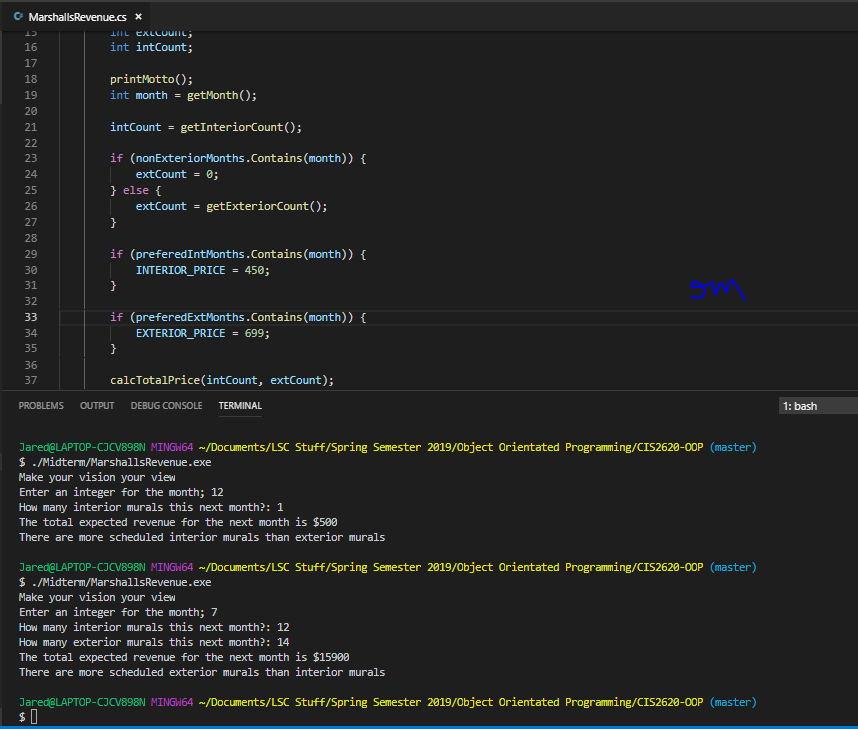 MarshallsRevenue.cs ×
15 int extCount;
16 int intCount;
17
18 printMotto();
19 int month = getMonth();
20
21 intCount = getInteriorCount();
22
23 if (nonExteriorMonths.Contains(month)) {
24 extCount = 0;
25 } else {
26 extCount = getExteriorCount();
27 }
28
29 if (preferedIntMonths.Contains(month)) {
30 INTERIOR_PRICE = 450;
31 }
32
33 if (preferedExtMonths.Contains(month)) {
34 EXTERIOR_PRICE = 699;
35 }
36
37 calcTotalPrice(intCount, extCount);
PROBLEMS OUTPUT DEBUG CONSOLE TERMINAL 1: bash
Jared@LAPTOP-CJCV898N MINGW64 ~/Documents/LSC Stuff/Spring Semester 2019/Object Orientated Programming/CIS2620-OOP (master)
$ ./Midterm/MarshallsRevenue.exe
Make your vision your view
Enter an integer for the month; 12
How many interior murals this next month?: 1
The total expected revenue for the next month is $500
There are more scheduled interior murals than exterior murals
Jared@LAPTOP-CJCV898N MINGW64 ~/Documents/LSC Stuff/Spring Semester 2019/Object Orientated Programming/CIS2620-OOP (master)
$ ./Midterm/MarshallsRevenue.exe
Make your vision your view
Enter an integer for the month; 7
How many interior murals this next month?: 12
How many exterior murals this next month?: 14
The total expected revenue for the next month is $15900
There are more scheduled exterior murals than interior murals
Jared@LAPTOP-CJCV898N MINGW64 ~/Documents/LSC Stuff/Spring Semester 2019/Object Orientated Programming/CIS2620-OOP (master)
$